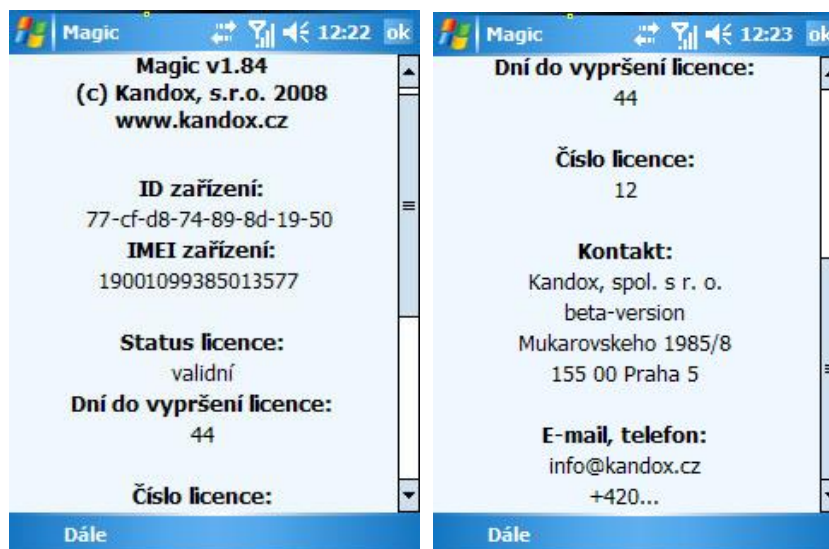 Magic 12:22 ok
Magic v1.84
(c) Kandox, s.r.o. 2008
www.kandox.cz
ID zařízení:
77-cf-d8-74-89-8d-19-50
IMEI zařízení:
19001099385013577
Status licence:
validní
Dní do vypršení licence:
44
Číslo licence:
Dále
Magic 12:23 ok
Dní do vypršení licence:
44
Číslo licence:
12
Kontakt:
Kandox, spol. s r. o.
beta-version
Mukarovskeho 1985/8
155 00 Praha 5
E-mail, telefon:
info@kandox.cz
+420...
Dále